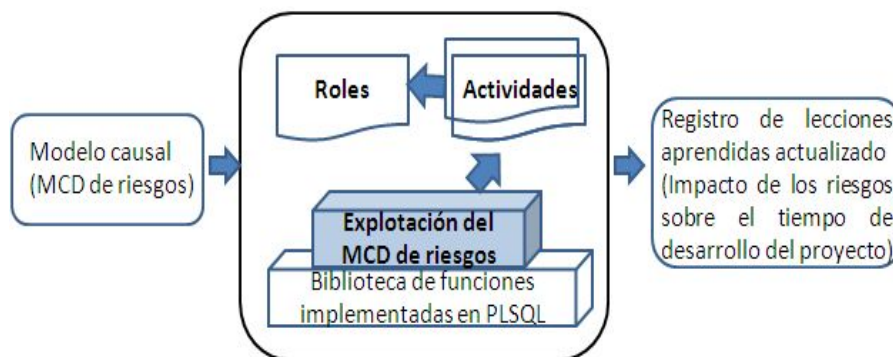 Modelo causal
(MCD de riesgos)
Roles
Actividades
Explotación del
MCD de riesgos
Biblioteca de funciones
implementadas en PLSQL
Registro de lecciones
aprendidas actualizado
(Impacto de los riesgos
sobre el tiempo de
desarrollo del proyecto)